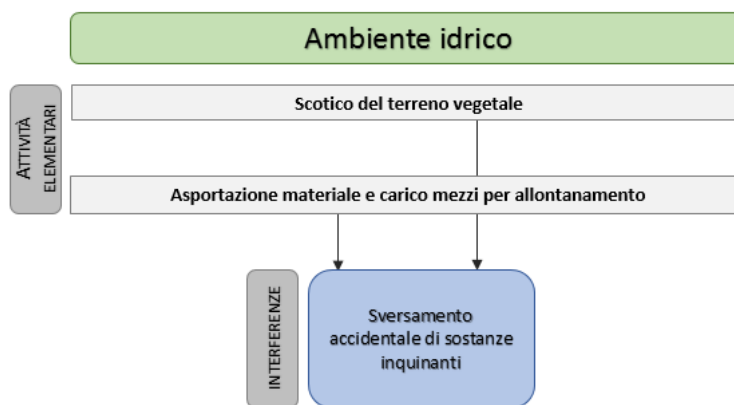 Ambiente idrico
ATTIVITÀ
ELEMENTARI
Scotico del terreno vegetale
Asportazione materiale e carico mezzi per allontanamento
INTERFERENZE
Sversamento
accidentale di sostanze
inquinanti